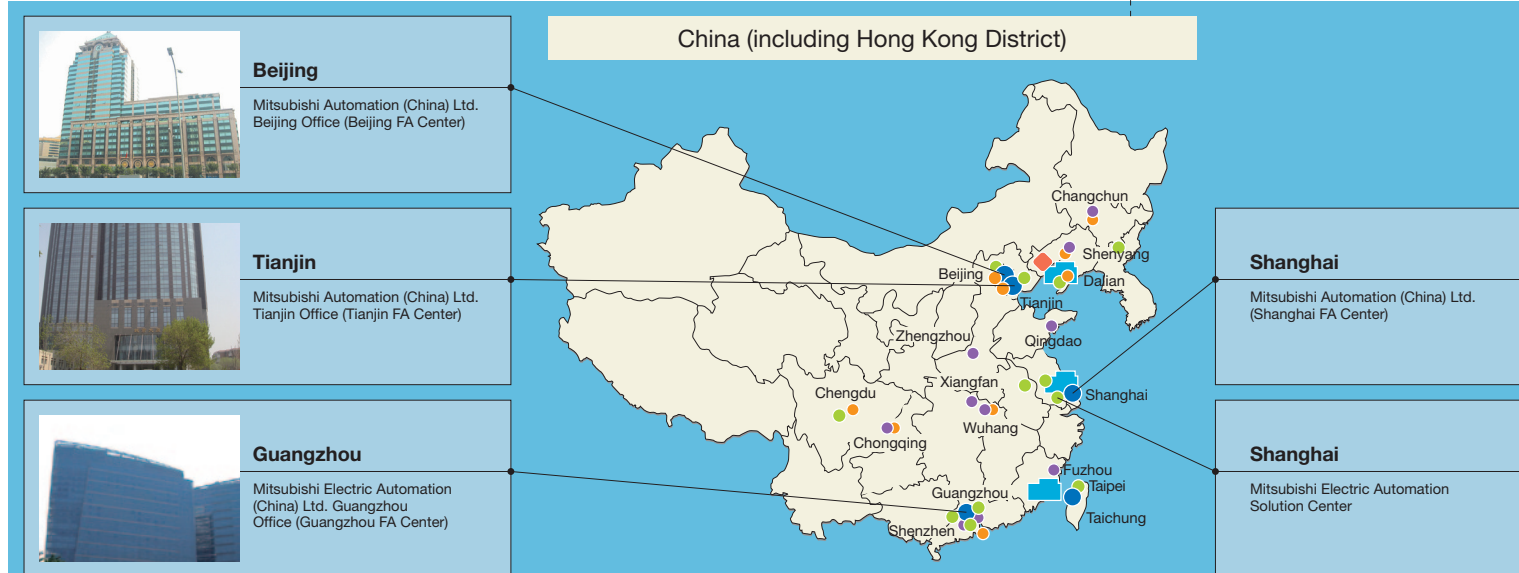 China (including Hong Kong District)
Beijing
Mitsubishi Automation (China) Ltd.
Beijing Office (Beijing FA Center)
Tianjin
Mitsubishi Automation (China) Ltd.
Tianjin Office (Tianjin FA Center)
Guangzhou
Mitsubishi Electric Automation
(China) Ltd. Guangzhou
Office (Guangzhou FA Center)
Changchun
Shenyang
Beijing
Dalian
Tianjin
Zhengzhou
Qingdao
Chengdu
Xiangfan
Shanghai
Chongqing
Wuhang
Fuzhou
Guangzhou
Taipei
Shenzhen
Taichung
Shanghai
Mitsubishi Automation (China) Ltd.
(Shanghai FA Center)
Shanghai
Mitsubishi Electric Automation
Solution Center